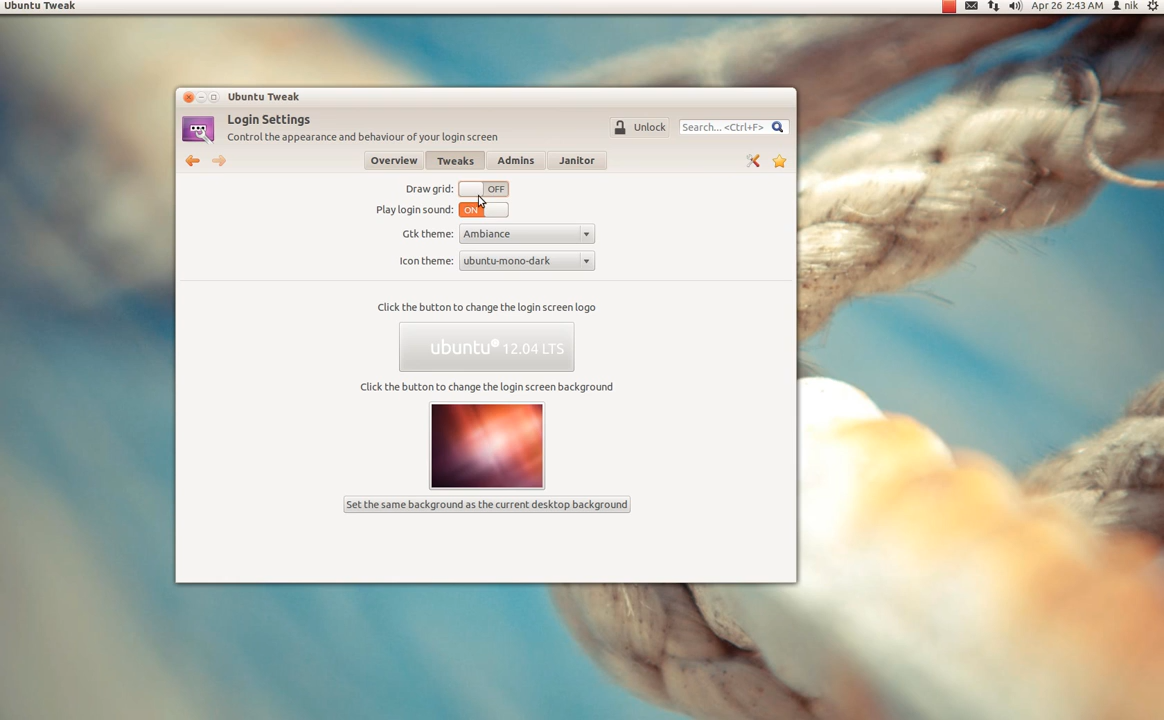 Ubuntu Tweak
Apr 26 2:43 AM nik
Ubuntu Tweak
Login Settings
Control the appearance and behaviour of your login screen
Unlock
Search... <Ctrl+F>
Overview Tweaks Admins Janitor
Draw grid: OFF
Play login sound: ON
Gtk theme: Ambiance
Icon theme: ubuntu-mono-dark
Click the button to change the login screen logo
ubuntu 12.04 LTS
Click the button to change the login screen background
Set the same background as the current desktop background